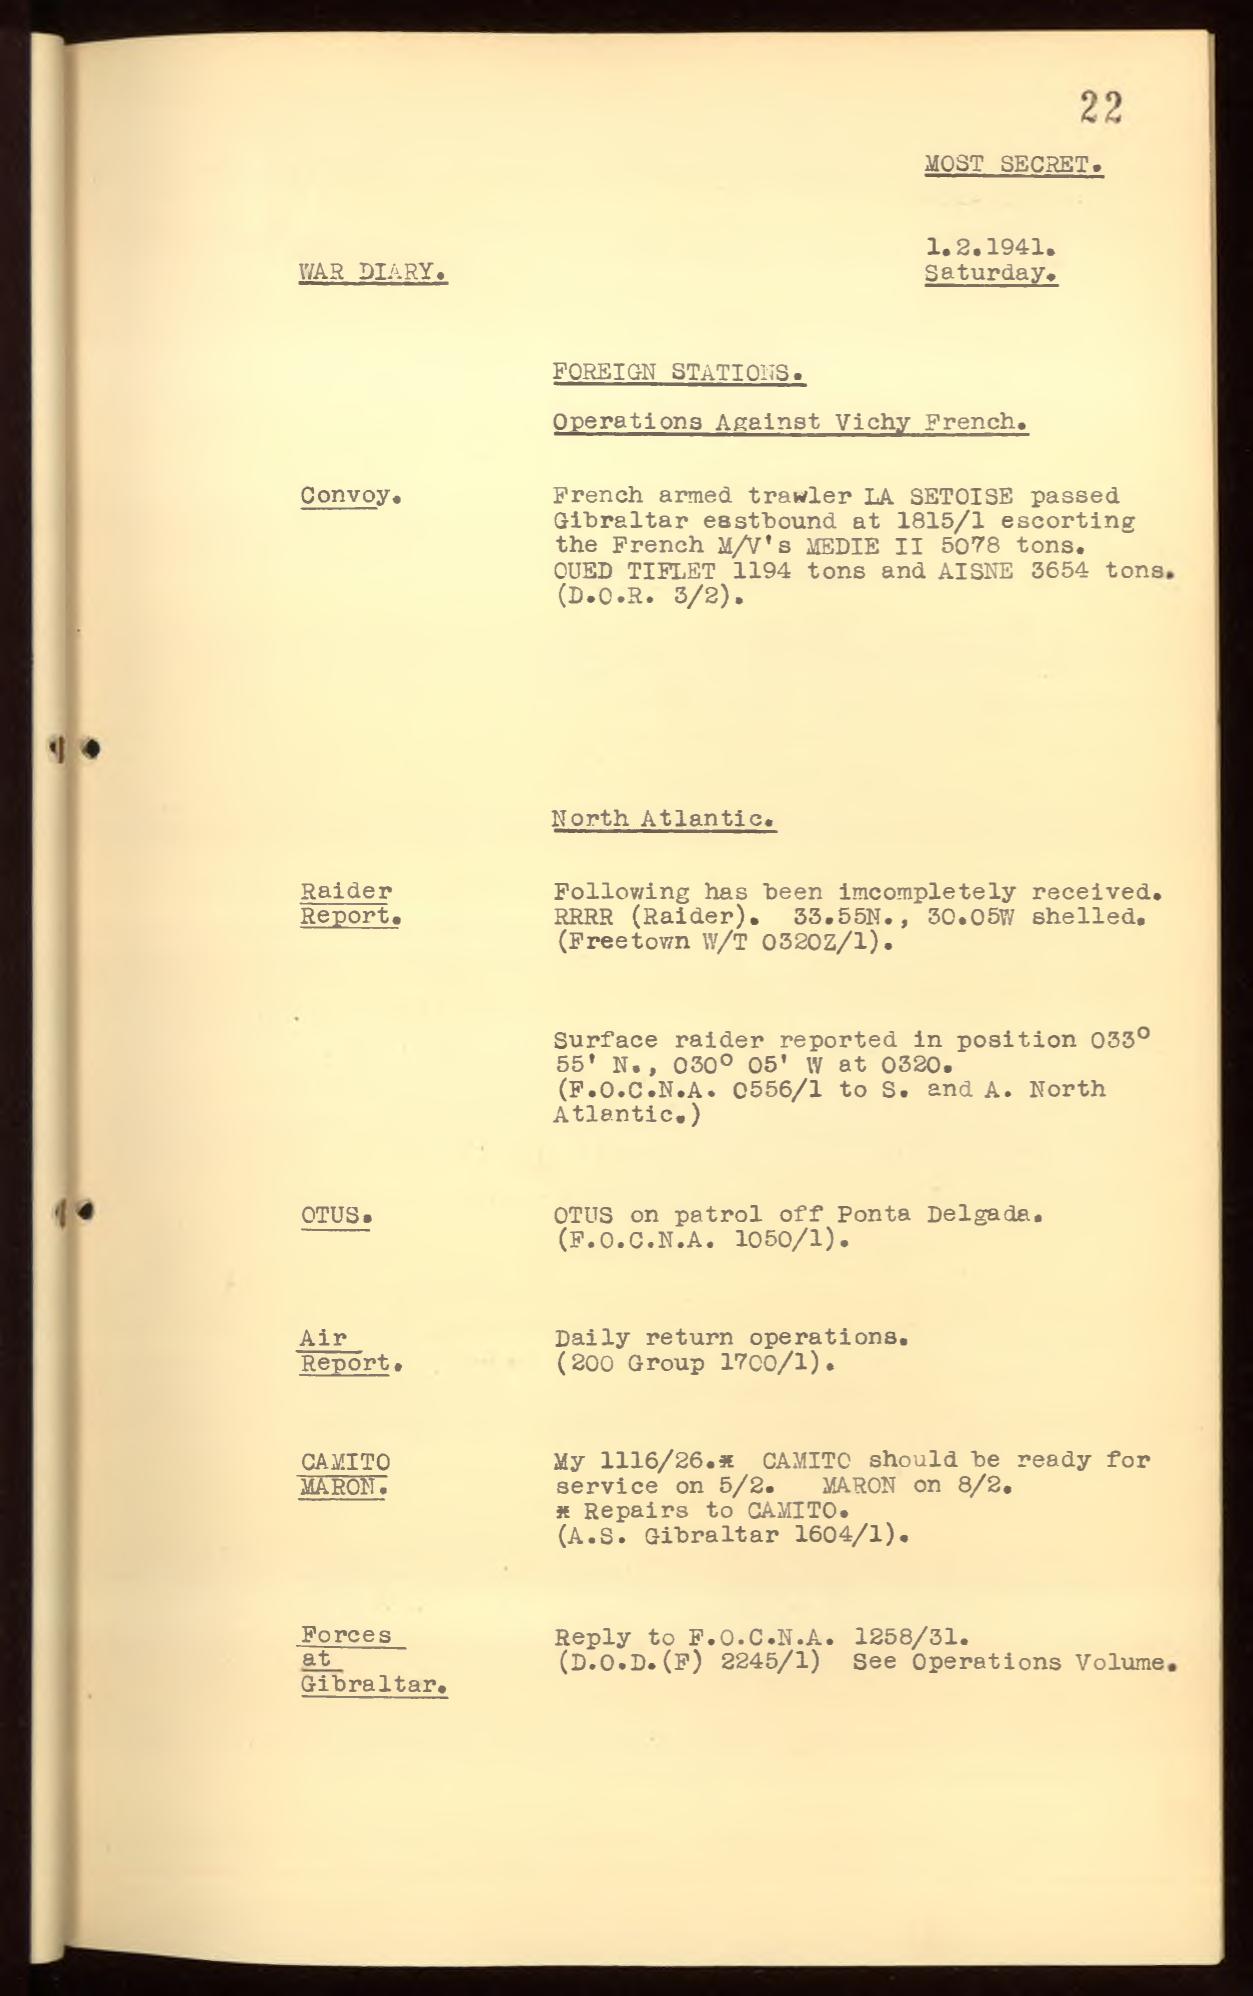 22
MOST SECRET.
1.2.1941.
WAR DIARY. Saturday.
FOREIGN STATIONS.
Operations Against Vichy French.
Convoy. French armed trawler LA SETOISE passed
Gibraltar eastbound at 1815/1 escorting
the French M/V's MEDIE II 5078 tons.
OUED TIFLET 1194 tons and AISNE 3654 tons.
(D.O.R. 3/2).
North Atlantic.
Raider Following has been imcompletely received.
Report. RRRR (Raider). 33.55N., 30.05W shelled.
(Freetown W/T 0320Z/1).
Surface raider reported in position 033°
55' N., 030° 05' W at 0320.
(F.O.C.N.A. 0556/1 to S. and A. North
Atlantic.)
OTUS. OTUS on patrol off Ponta Delgada.
(F.O.C.N.A. 1050/1).
Air Daily return operations.
Report. (200 Group 1700/1).
CAMITO My 1116/26.* CAMITO should be ready for
MARON. service on 5/2. MARON on 8/2.
* Repairs to CAMITO.
(A.S. Gibraltar 1604/1).
Forces Reply to F.O.C.N.A. 1258/31.
at (D.O.D.(F) 2245/1) See Operations Volume.
Gibraltar.